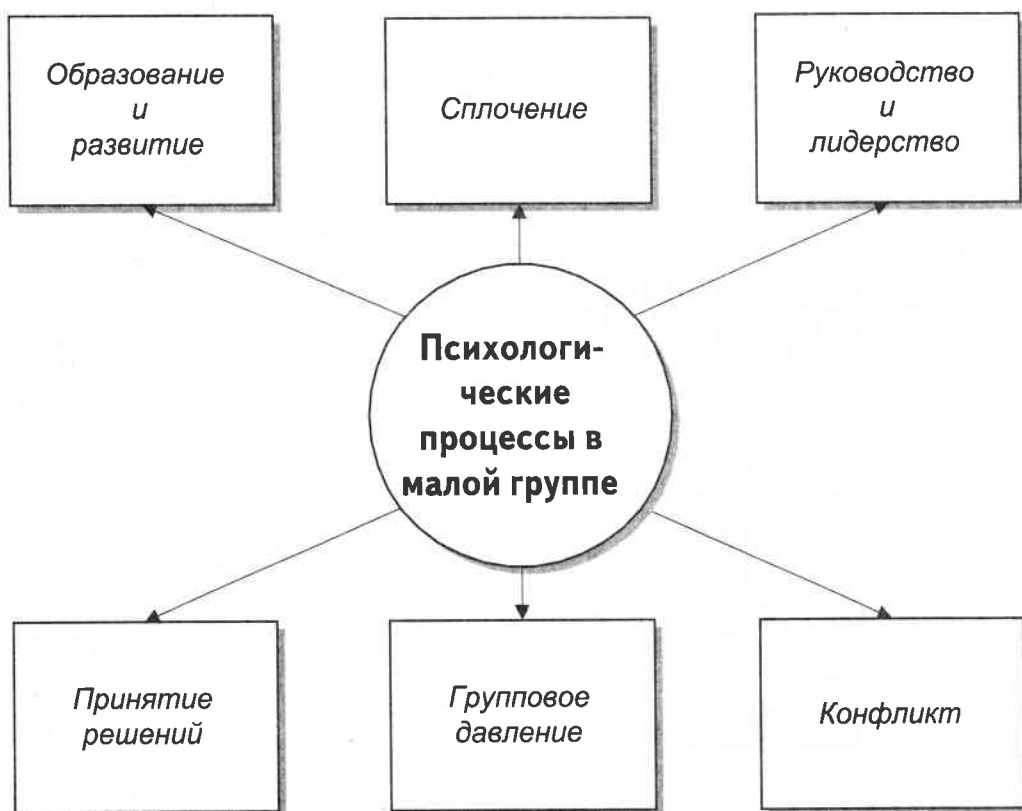 Образование
и
развитие
Сплочение
Руководство
и
лидерство
Психологи-
ческие
процессы в
малой группе
Принятие
решений
Групповое
давление
Конфликт